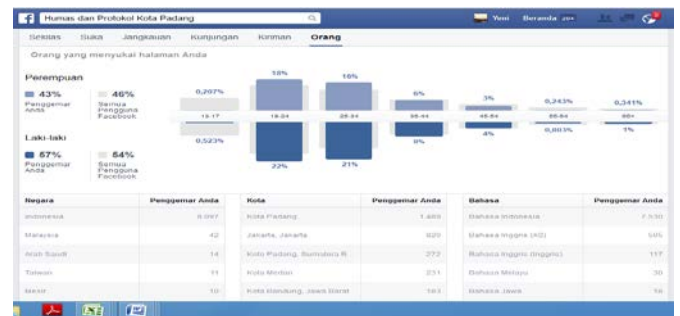 Humas dan Protokol Kota Padang
Yeni Beranda 20+
Sekilas Suka Jangkauan Kunjungan Kiriman Orang
Orang yang menyukai halaman Anda
Perempuan
43% 46%
Penggemar Anda
Semua Pengguna Facebook
0,207% 18% 16% 6% 3% 0,243% 0,341%
13-17 18-24 25-34 35-44 45-54 55-64 65+
0,523% 22% 21% 8% 4% 1%
Laki-laki
57% 54%
Penggemar Anda
Semua Pengguna Facebook
Negara Penggemar Anda Kota Penggemar Anda Bahasa Penggemar Anda
Indonesia Kota Padang, Bahasa Indonesia
Malaysia 42 Jakarta, Jakarta Bahasa Inggris (AS)
Arab Saudi 14 Kota Padang, Sumatera B 272 Bahasa Inggris (Inggris) 117
Taiwan 11 Kota Medan 231 Bahasa Melayu 30
Mesir 10 Kota Bandung, Jawa Barat 163 Bahasa Jawa